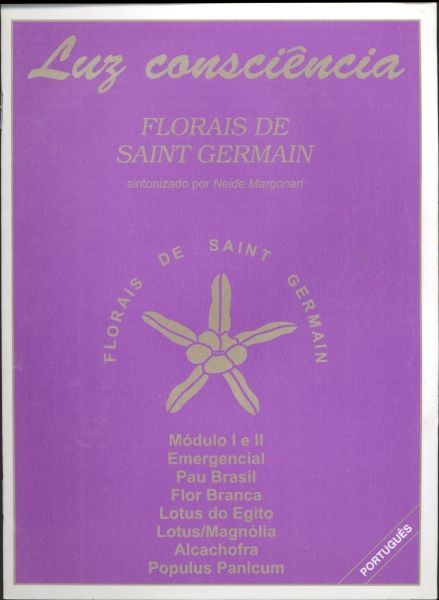 Luz consciência
FLORAIS DE
SAINT GERMAIN
sintonizado por Neide Margonari
FLORAIS DE SAINT GERMAIN
Módulo I e II
Emergencial
Pau Brasil
Flor Branca
Lotus do Egito
Lotus/Magnólia
Alcachofra
Populus Panicum
PORTUGUÊS